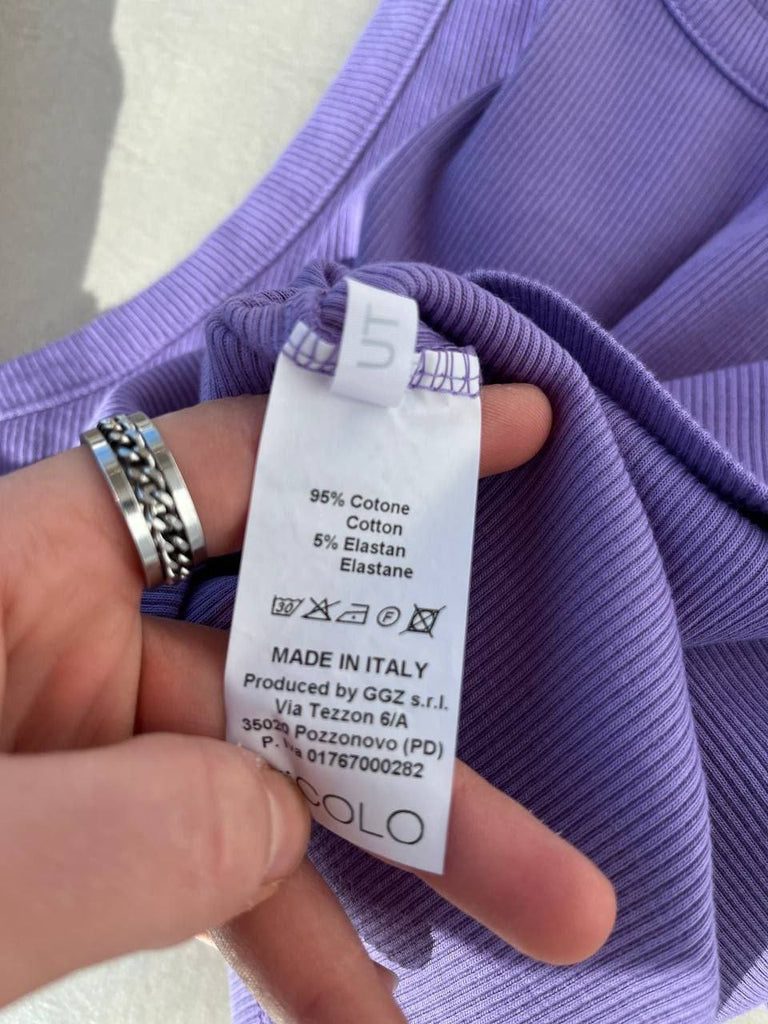 UT
95% Cotone
Cotton
5% Elastan
Elastane
30
F
MADE IN ITALY
Produced by GGZ s.r.l.
Via Tezzon 6/A
35020 Pozzonovo (PD)
P. 01767000282
COLO